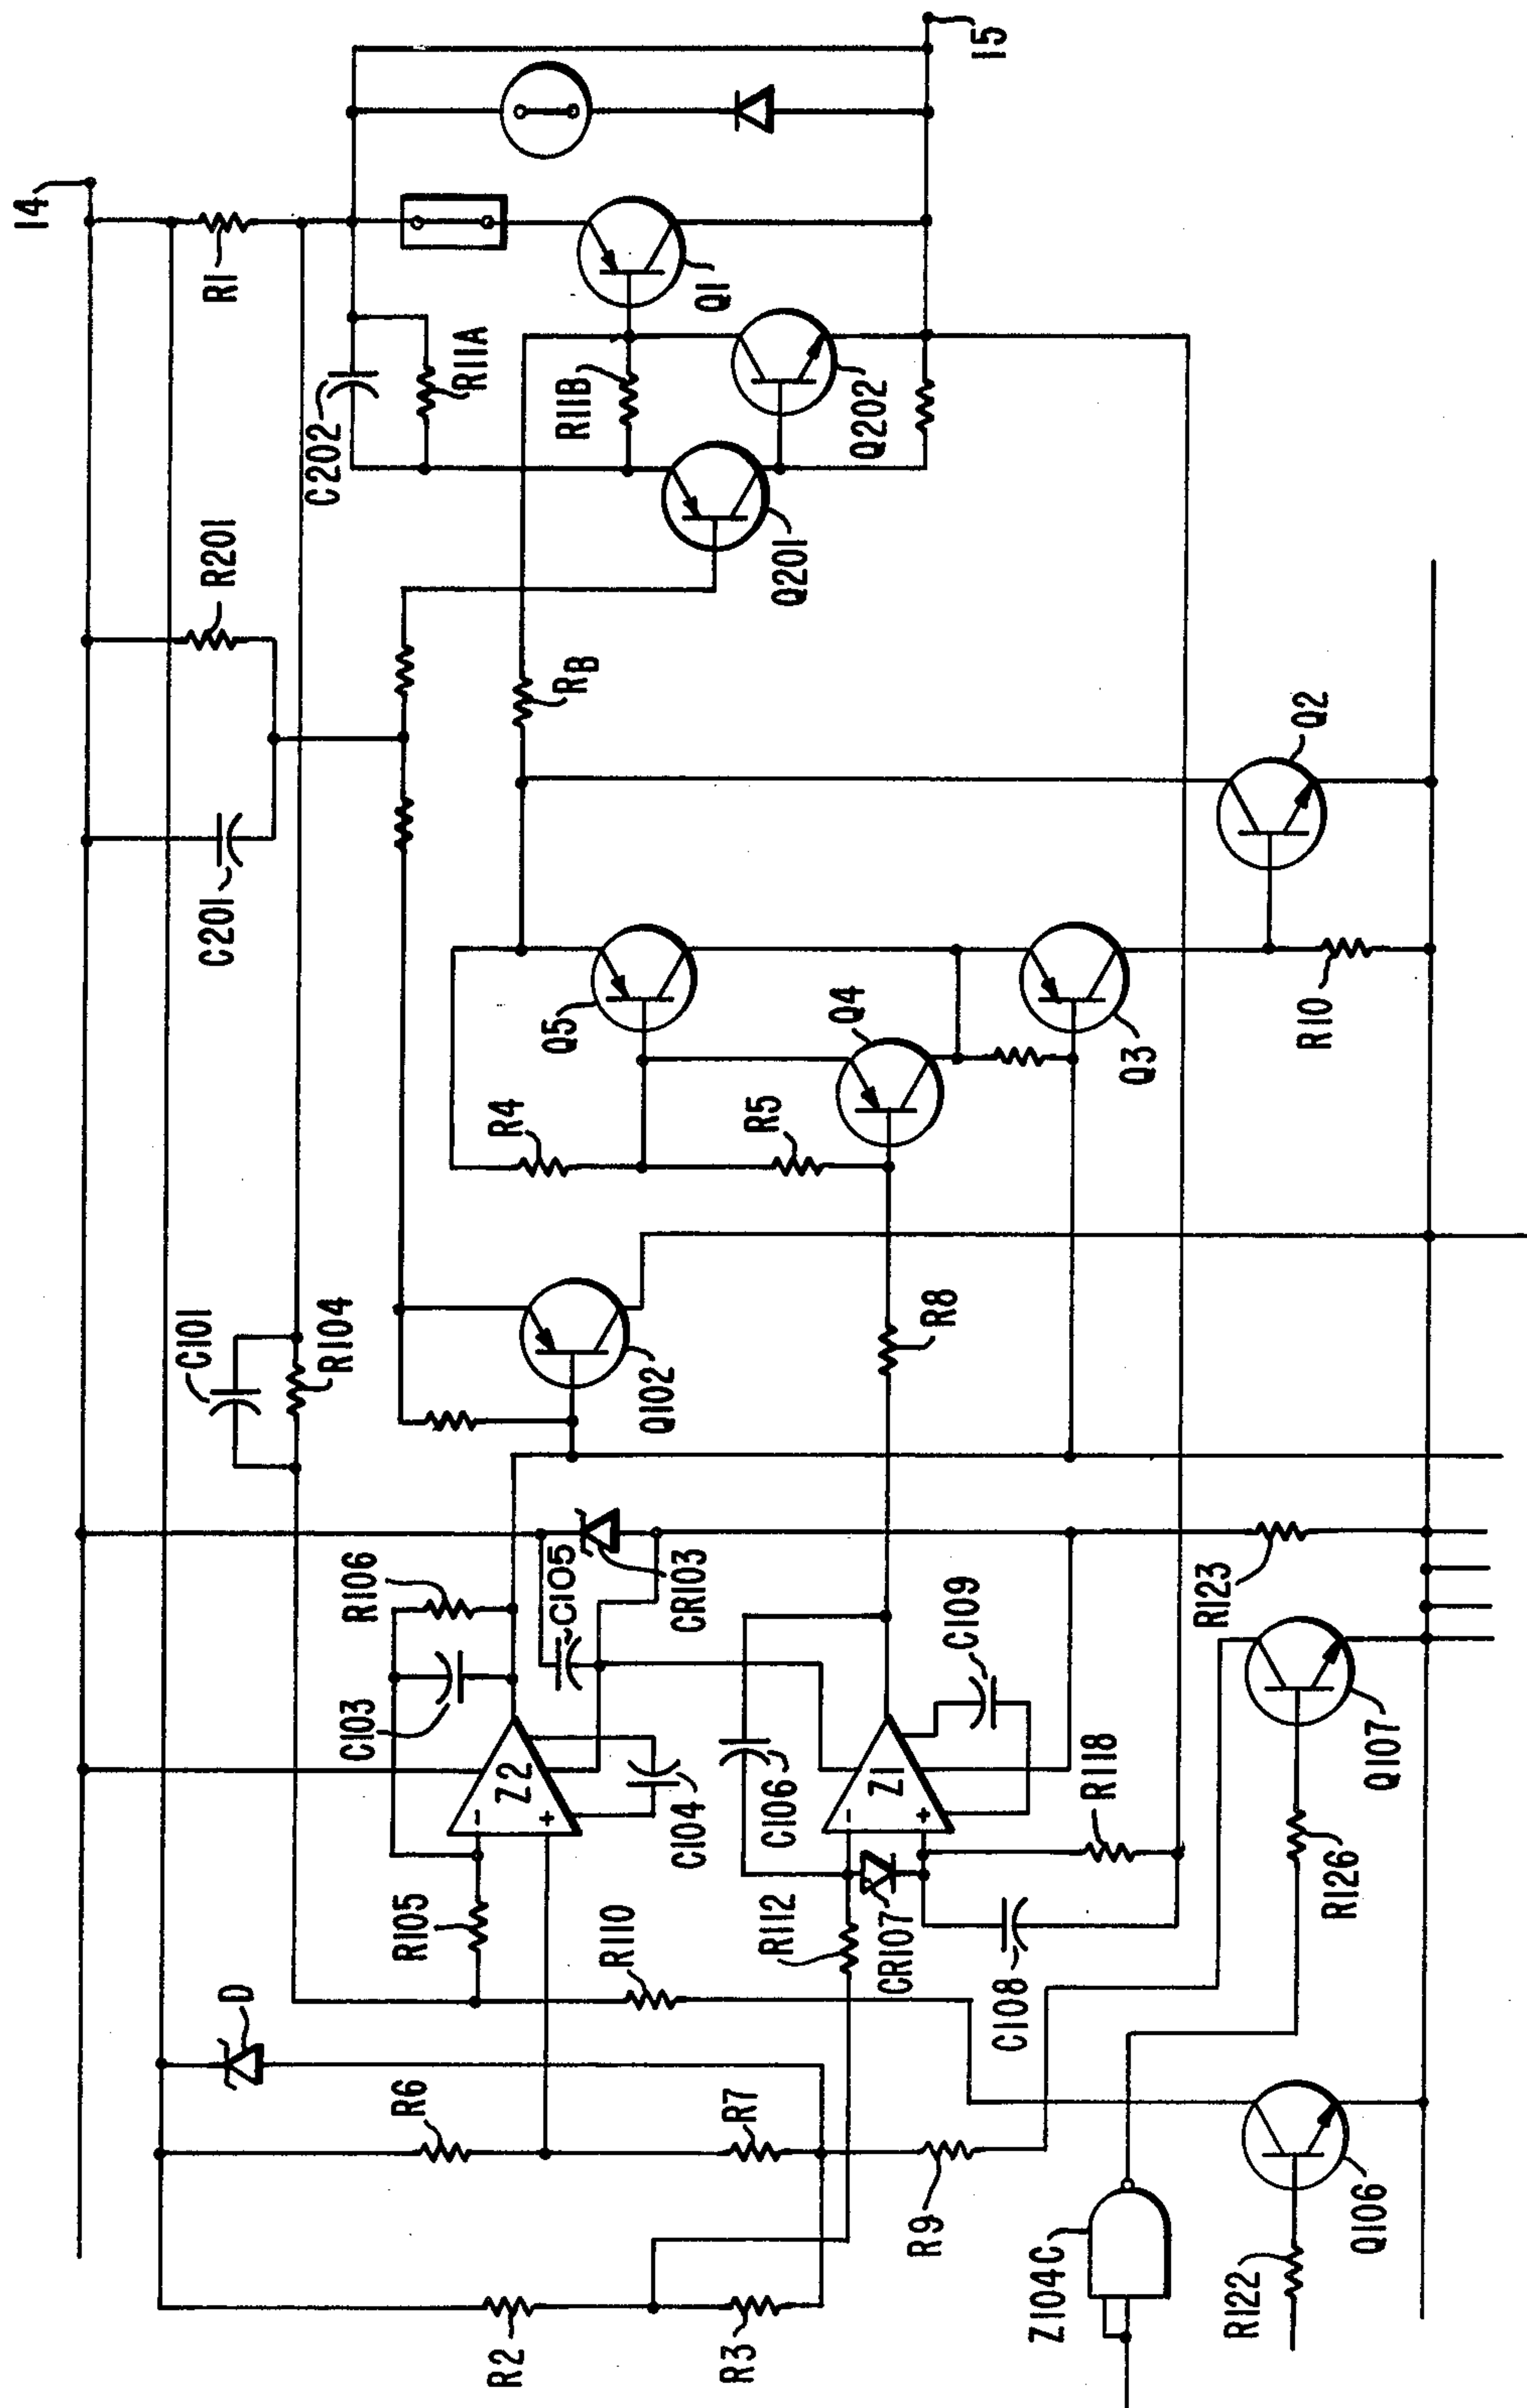 14
15
R1
Q1
R11A
C202
R11B
Q202
Q201
R201
RB
C201
Q2
Q5
Q4
R10
Q3
R4
R5
C101
R104
R8
Q102
R106
C105
CR103
R123
C103
C109
Z2
C104
C106
Z1
R118
Q107
R105
R110
R112
CR107
R126
C108
D
R6
R7
R9
Z104C
Q106
R122
R2
R3
-
+
-
+